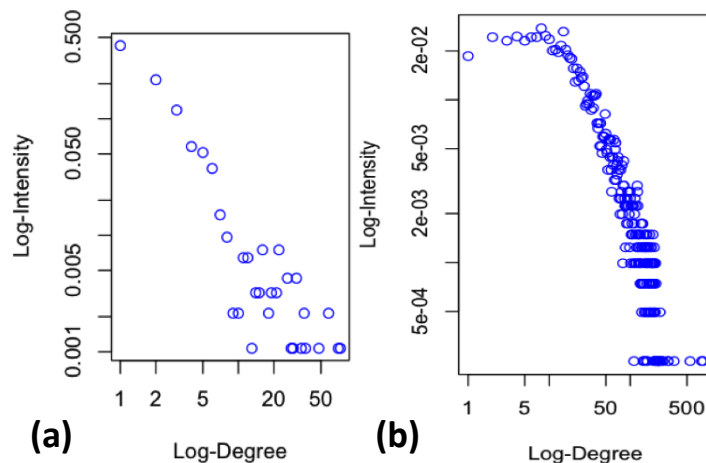 0.500
0.050
0.005
0.001
Log-Intensity
1 2 5 20 50
Log-Degree
(a)
2e-02
5e-03
2e-03
5e-04
Log-Intensity
1 5 50 500
Log-Degree
(b)